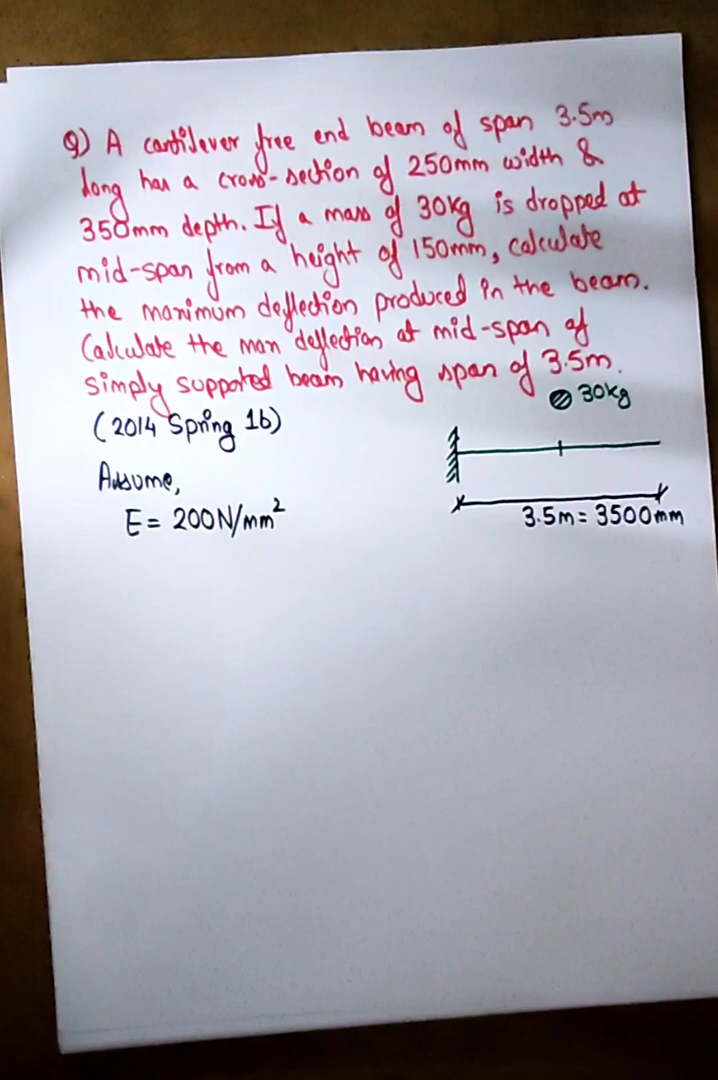 Q) A cantilever free end beam of span 3.5m
long has a cross-section of 250mm width &
350mm depth. If a mass of 30kg is dropped at
mid-span from a height of 150mm, calculate
the maximum deflection produced in the beam.
Calculate the max deflection at mid-span of
simply supported beam having span of 3.5m.
30kg
(2014 Spring 1b)
Assume,
E = 200N/mm²
3.5m = 3500mm